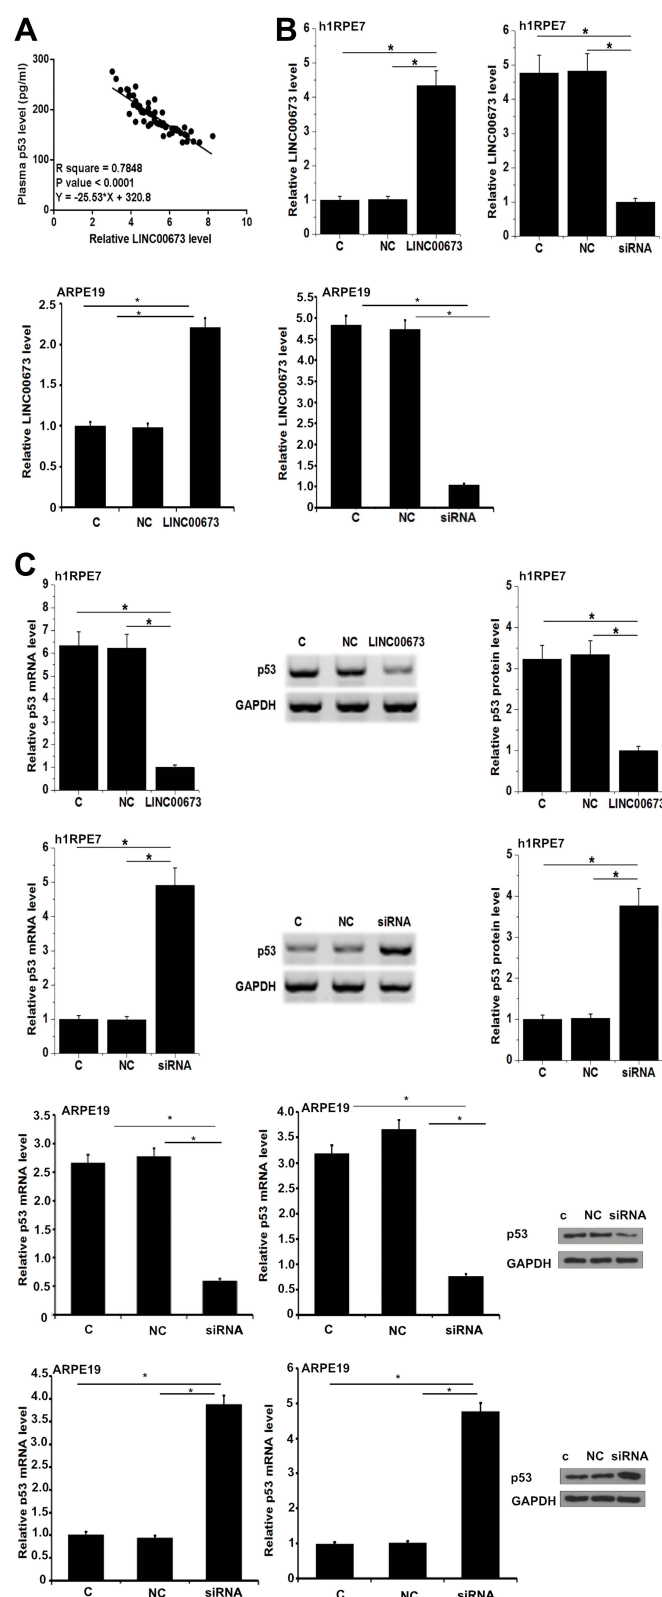 A
Plasma p53 level (pg/ml)
300
200
100
0
R square = 0.7848
P value < 0.0001
Y = -25.53*X + 320.8
0 2 4 6 8 10
Relative LINC00673 level
B
h1RPE7
Relative LINC00673 level
6
5
4
3
2
1
0
*
*
C NC LINC00673
h1RPE7
Relative LINC00673 level
6
5
4
3
2
1
0
*
*
C NC siRNA
ARPE19
Relative LINC00673 level
2.5
2.0
1.5
1.0
0.5
0
*
*
C NC LINC00673
ARPE19
Relative LINC00673 level
5.5
5.0
4.5
4.0
3.5
2.5
2.0
1.5
1.0
0.5
0
*
*
C NC siRNA
C
h1RPE7
Relative p53 mRNA level
9
8
7
6
5
4
3
2
1
0
*
*
C NC LINC00673
C NC LINC00673
p53
GAPDH
h1RPE7
Relative p53 protein level
5
4
3
2
1
0
*
*
C NC LINC00673
h1RPE7
Relative p53 mRNA level
6
5
4
3
2
1
0
*
*
C NC siRNA
C NC siRNA
p53
GAPDH
h1RPE7
Relative p53 protein level
5
4
3
2
1
0
*
*
C NC siRNA
ARPE19
Relative p53 mRNA level
3.5
3.0
2.5
2.0
1.5
1.0
0.5
0
*
*
C NC siRNA
ARPE19
Relative p53 mRNA level
4.0
3.5
3.0
2.5
2.0
1.5
1.0
0.5
0
*
*
C NC siRNA
c NC siRNA
p53
GAPDH
ARPE19
Relative p53 mRNA level
4.5
4.0
3.5
3.0
2.5
2.0
1.5
1.0
0.5
0
*
*
C NC siRNA
ARPE19
Relative p53 mRNA level
6
5
4
2
1
0
*
*
C NC siRNA
c NC siRNA
p53
GAPDH